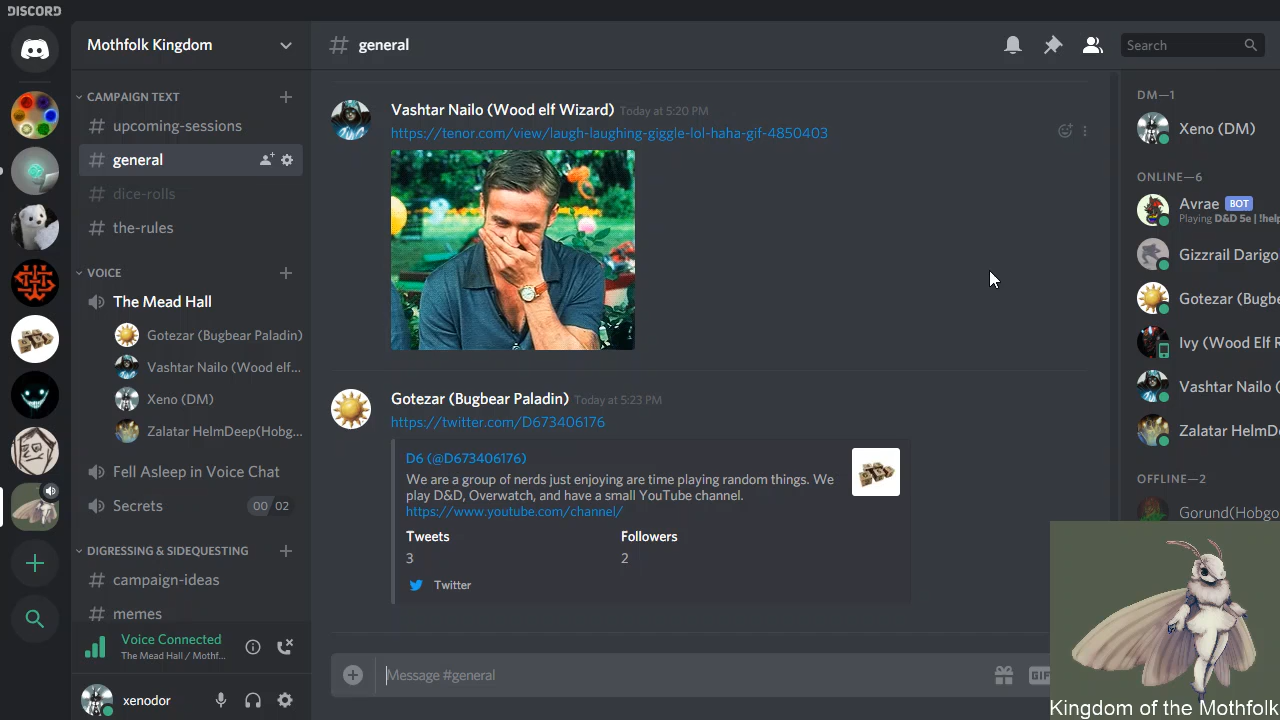 DISCORD
Mothfolk Kingdom
CAMPAIGN TEXT
# upcoming-sessions
# general
# dice-rolls
# the-rules
VOICE
The Mead Hall
Gotezar (Bugbear Paladin)
Vashtar Nailo (Wood elf...
Xeno (DM)
Zalatar HelmDeep(Hobg...
Fell Asleep in Voice Chat
Secrets 00 02
DIGRESSING & SIDEQUESTING
# campaign-ideas
# memes
Voice Connected
The Mead Hall / Mothf...
xenodor
# general
Search
Vashtar Nailo (Wood elf Wizard) Today at 5:20 PM
https://tenor.com/view/laugh-laughing-giggle-lol-haha-gif-4850403
Gotezar (Bugbear Paladin) Today at 5:23 PM
https://twitter.com/D673406176
D6 (@D673406176)
We are a group of nerds just enjoying are time playing random things. We
play D&D, Overwatch, and have a small YouTube channel.
https://www.youtube.com/channel/
Tweets Followers
3 2
Twitter
Message #general
GIF
DM—1
Xeno (DM)
ONLINE—6
Avrae BOT
Playing D&D 5e | !help
Gizzrail Darigo
Gotezar (Bugbe
Ivy (Wood Elf R
Vashtar Nailo (
Zalatar HelmDe
OFFLINE—2
Gorund(Hobgo
Kingdom of the Mothfolk